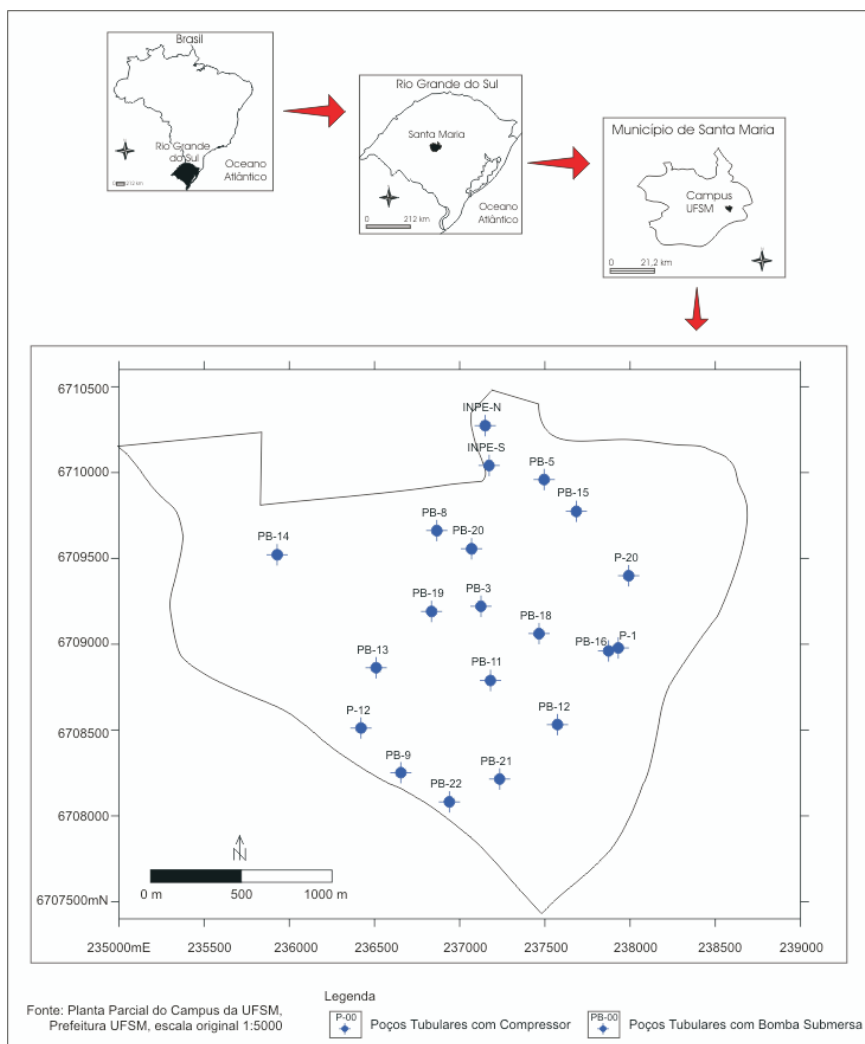 Brasil
Rio Grande
do Sul
Oceano
Atlântico
0 212 km
Rio Grande do Sul
Santa Maria
Oceano
Atlântico
0 212 km
Município de Santa Maria
Campus
UFSM
0 21,2 km
6710500
6710000
6709500
6709000
6708500
6708000
6707500mN
INPE-N
INPE-S
PB-5
PB-15
PB-8
PB-20
PB-14
P-20
PB-19
PB-3
PB-18
PB-16
P-1
PB-13
PB-11
P-12
PB-12
PB-9
PB-21
PB-22
N
0 m 500 1000 m
235000mE 235500 236000 236500 237000 237500 238000 238500 239000
Fonte: Planta Parcial do Campus da UFSM,
Prefeitura UFSM, escala original 1:5000
Legenda
P-00 Poços Tubulares com Compressor
PB-00 Poços Tubulares com Bomba Submersa